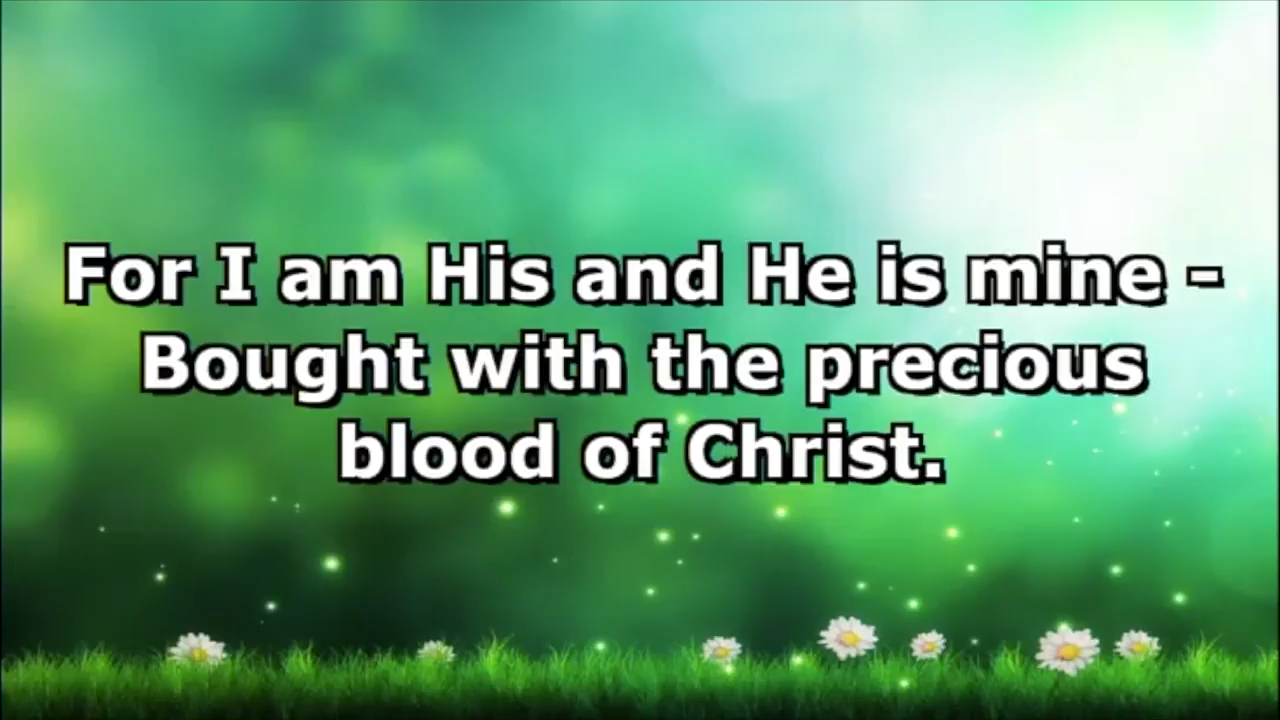 For I am His and He is mine -
Bought with the precious
blood of Christ.